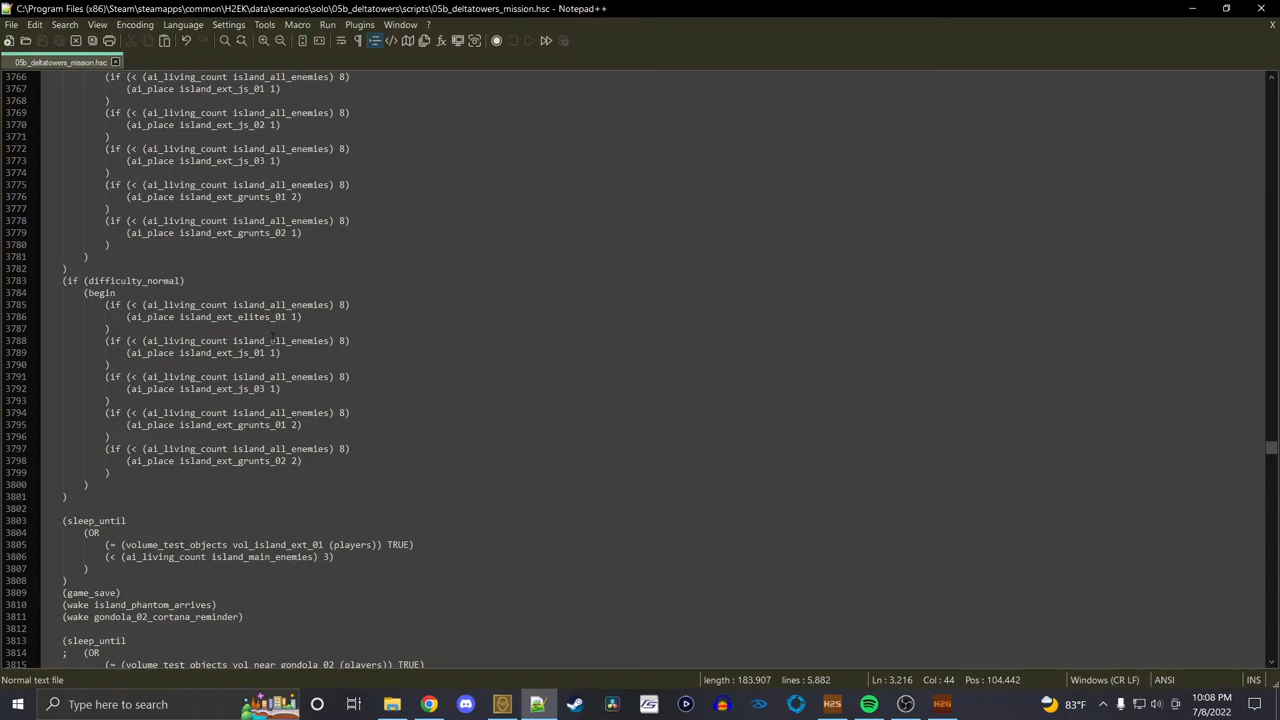 C:\Program Files (x86)\Steam\steamapps\common\H2EK\data\scenarios\solo\05b_deltatowers\scripts\05b_deltatowers_mission.hsc - Notepad++
File Edit Search View Encoding Language Settings Tools Macro Run Plugins Window ?
05b_deltatowers_mission.hsc
3766 (if (< (ai_living_count island_all_enemies) 8)
3767 (ai_place island_ext_js_01 1)
3768 )
3769 (if (< (ai_living_count island_all_enemies) 8)
3770 (ai_place island_ext_js_02 1)
3771 )
3772 (if (< (ai_living_count island_all_enemies) 8)
3773 (ai_place island_ext_js_03 1)
3774 )
3775 (if (< (ai_living_count island_all_enemies) 8)
3776 (ai_place island_ext_grunts_01 2)
3777 )
3778 (if (< (ai_living_count island_all_enemies) 8)
3779 (ai_place island_ext_grunts_02 1)
3780 )
3781 )
3782 )
3783 (if (difficulty_normal)
3784 (begin
3785 (if (< (ai_living_count island_all_enemies) 8)
3786 (ai_place island_ext_elites_01 1)
3787 )
3788 (if (< (ai_living_count island_all_enemies) 8)
3789 (ai_place island_ext_js_01 1)
3790 )
3791 (if (< (ai_living_count island_all_enemies) 8)
3792 (ai_place island_ext_js_03 1)
3793 )
3794 (if (< (ai_living_count island_all_enemies) 8)
3795 (ai_place island_ext_grunts_01 2)
3796 )
3797 (if (< (ai_living_count island_all_enemies) 8)
3798 (ai_place island_ext_grunts_02 2)
3799 )
3800 )
3801 )
3802
3803 (sleep_until
3804 (OR
3805 (= (volume_test_objects vol_island_ext_01 (players)) TRUE)
3806 (< (ai_living_count island_main_enemies) 3)
3807 )
3808 )
3809 (game_save)
3810 (wake island_phantom_arrives)
3811 (wake gondola_02_cortana_reminder)
3812
3813 (sleep_until
3814 ; (OR
3815 (= (volume_test_objects vol_near_gondola_02 (players)) TRUE)
Normal text file length : 183,907 lines : 5,882 Ln : 3,216 Col : 44 Pos : 104,442 Windows (CR LF) ANSI INS
Type here to search H2S H2G 83°F 10:08 PM
7/8/2022